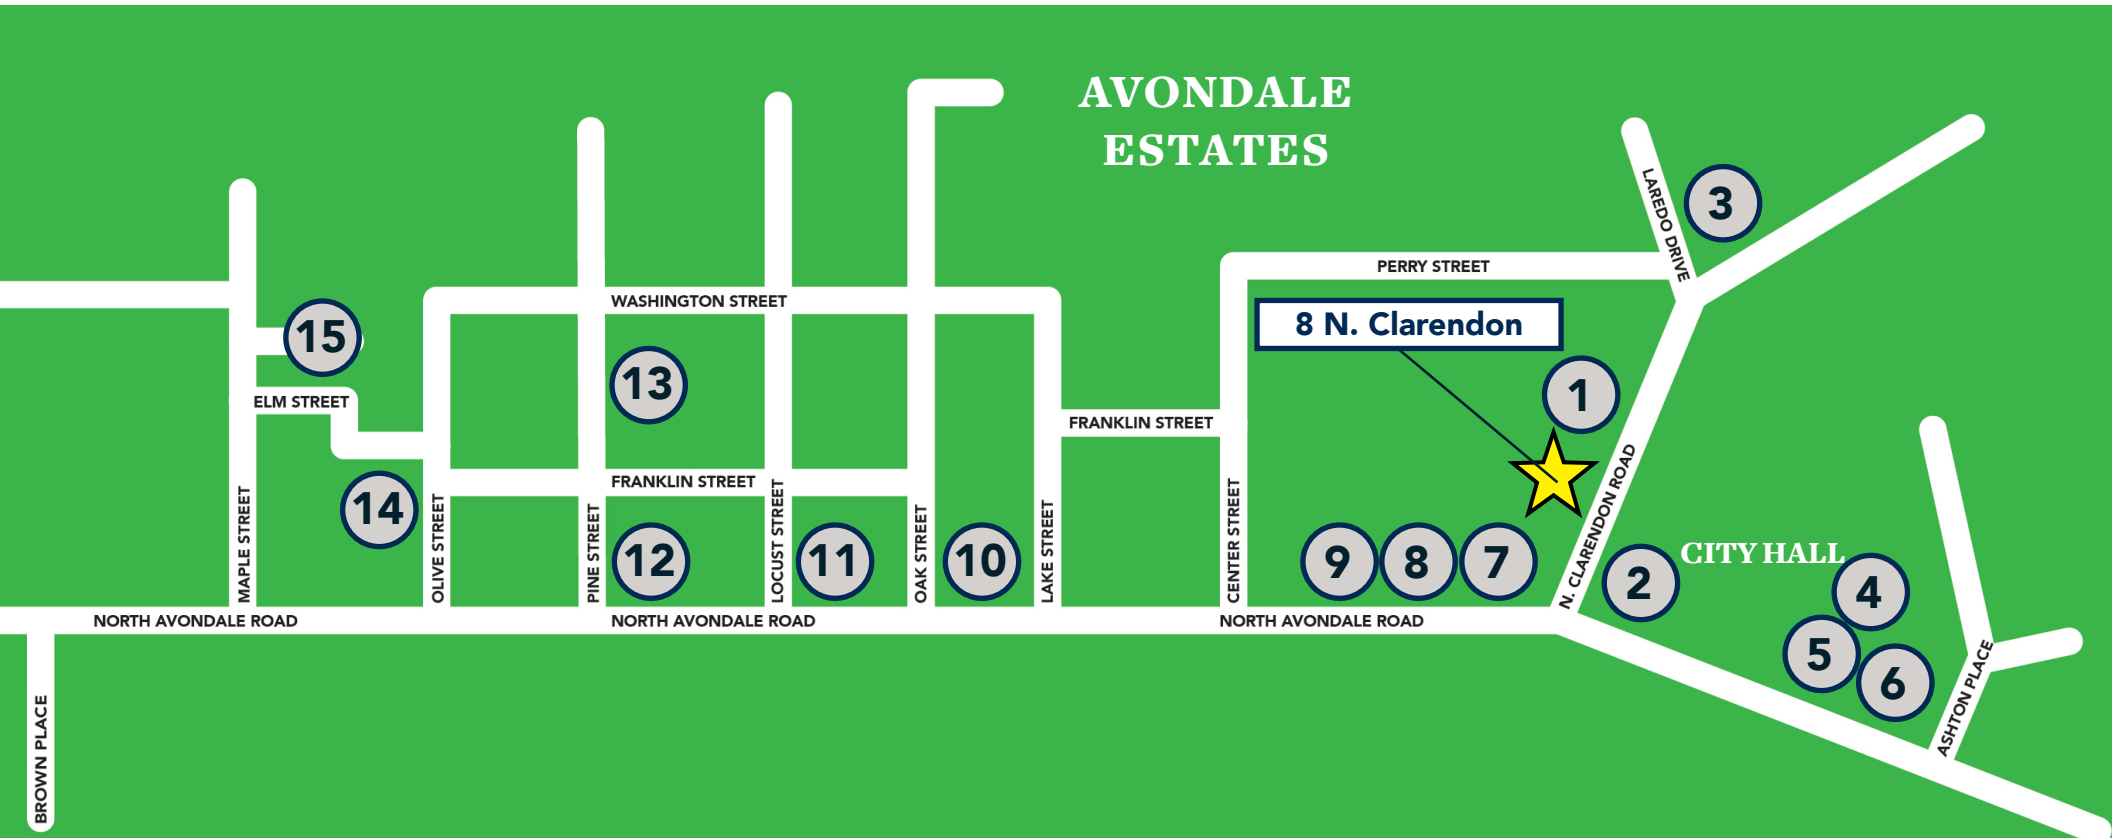 AVONDALE
ESTATES
LAREDO DRIVE
3
PERRY STREET
WASHINGTON STREET
8 N. Clarendon
15
13
1
ELM STREET
FRANKLIN STREET
FRANKLIN STREET
14
MAPLE STREET
OLIVE STREET
PINE STREET
12
LOCUST STREET
11
OAK STREET
10
LAKE STREET
CENTER STREET
9
8
7
N. CLARENDON ROAD
CITY HALL
2
4
5
6
ASHTON PLACE
NORTH AVONDALE ROAD
NORTH AVONDALE ROAD
NORTH AVONDALE ROAD
BROWN PLACE